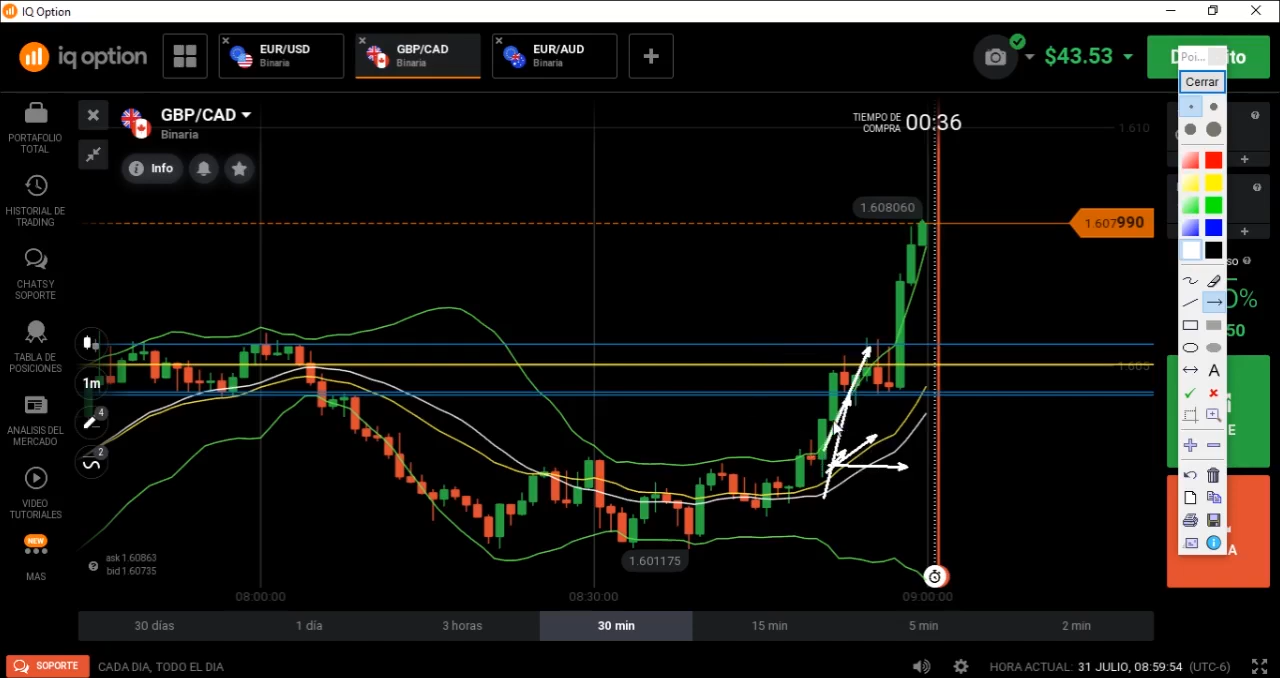 IQ Option
iq option
EUR/USD
Binaria
GBP/CAD
Binaria
EUR/AUD
Binaria
$43.53
Poi...
Cerrar
PORTAFOLIO
TOTAL
HISTORIAL DE
TRADING
CHATS Y
SOPORTE
TABLA DE
POSICIONES
ANALISIS DEL
MERCADO
VIDEO
TUTORIALES
NEW
MAS
GBP/CAD
Binaria
Info
TIEMPO DE
COMPRA
00:36
1.610
1.608060
1.607990
1.605
1m
4
2
1.601175
ask 1.60863
bid 1.60735
08:00:00
08:30:00
09:00:00
30 días
1 día
3 horas
30 min
15 min
5 min
2 min
A
SOPORTE
CADA DIA, TODO EL DIA
HORA ACTUAL: 31 JULIO, 08:59:54 (UTC-6)